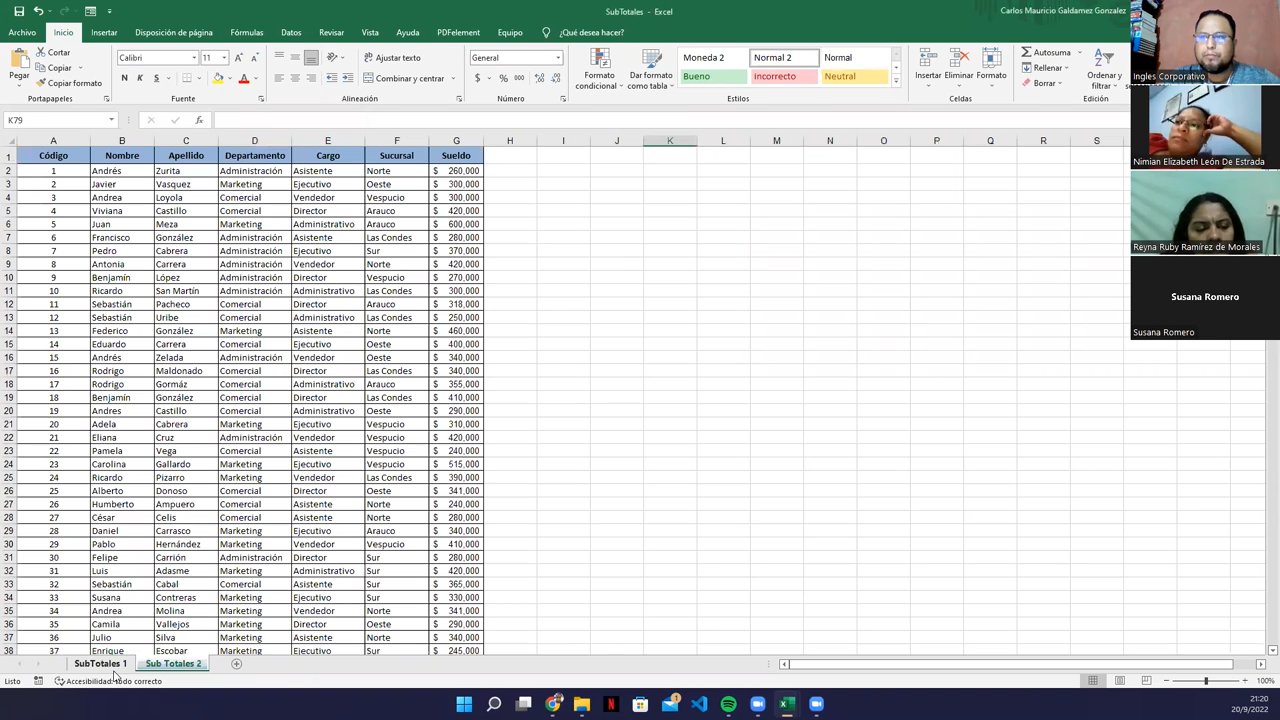 SubTotales - Excel
Carlos Mauricio Galdamez Gonzalez
Archivo Inicio Insertar Disposición de página Fórmulas Datos Revisar Vista Ayuda PDFelement Equipo ¿Qué desea hacer?
Pegar Cortar Copiar Copiar formato
Portapapeles
Calibri 11
N K S
Fuente
Ajustar texto
Combinar y centrar
Alineación
General
$ % 000
Número
Formato condicional Dar formato como tabla
Moneda 2 Normal 2 Normal
Bueno Incorrecto Neutral
Estilos
Insertar Eliminar Formato
Celdas
Autosuma
Rellenar
Borrar
Ordenar y filtrar
Edición
K79 fx
A B C D E F G H I J K L M N O P Q R S
1 Código Nombre Apellido Departamento Cargo Sucursal Sueldo
2 1 Andrés Zurita Administración Asistente Norte $ 260,000
3 2 Javier Vasquez Marketing Ejecutivo Oeste $ 300,000
4 3 Andrea Loyola Comercial Vendedor Vespucio $ 300,000
5 4 Viviana Castillo Comercial Director Arauco $ 420,000
6 5 Juan Meza Marketing Administrativo Arauco $ 600,000
7 6 Francisco González Administración Asistente Las Condes $ 280,000
8 7 Pedro Cabrera Administración Ejecutivo Sur $ 370,000
9 8 Antonia Carrera Administración Vendedor Norte $ 420,000
10 9 Benjamín López Administración Director Vespucio $ 270,000
11 10 Ricardo San Martín Administración Administrativo Las Condes $ 300,000
12 11 Sebastián Pacheco Comercial Director Arauco $ 318,000
13 12 Sebastián Uribe Comercial Administrativo Las Condes $ 250,000
14 13 Federico González Marketing Asistente Norte $ 460,000
15 14 Eduardo Carrera Comercial Ejecutivo Oeste $ 400,000
16 15 Andrés Zelada Administración Vendedor Oeste $ 340,000
17 16 Rodrigo Maldonado Comercial Director Las Condes $ 340,000
18 17 Rodrigo Gormáz Comercial Administrativo Arauco $ 355,000
19 18 Benjamín González Comercial Director Las Condes $ 410,000
20 19 Andres Castillo Comercial Administrativo Oeste $ 290,000
21 20 Adela Cabrera Marketing Ejecutivo Vespucio $ 310,000
22 21 Eliana Cruz Administración Vendedor Vespucio $ 420,000
23 22 Pamela Vega Comercial Asistente Vespucio $ 240,000
24 23 Carolina Gallardo Marketing Ejecutivo Vespucio $ 515,000
25 24 Ricardo Pizarro Marketing Vendedor Las Condes $ 390,000
26 25 Alberto Donoso Comercial Director Oeste $ 341,000
27 26 Humberto Ampuero Comercial Asistente Norte $ 240,000
28 27 César Celis Comercial Asistente Norte $ 280,000
29 28 Daniel Carrasco Marketing Ejecutivo Arauco $ 340,000
30 29 Pablo Hernández Marketing Vendedor Vespucio $ 410,000
31 30 Felipe Carrión Administración Director Sur $ 280,000
32 31 Luis Adasme Marketing Administrativo Sur $ 420,000
33 32 Sebastián Cabal Comercial Asistente Sur $ 365,000
34 33 Susana Contreras Marketing Ejecutivo Sur $ 330,000
35 34 Andrea Molina Marketing Vendedor Norte $ 341,000
36 35 Camila Vallejos Marketing Director Oeste $ 290,000
37 36 Julio Silva Marketing Asistente Norte $ 340,000
38 37 Enrique Escobar Marketing Ejecutivo Sur $ 245,000
SubTotales 1 Sub Totales 2
Listo Accesibilidad: todo correcto 100%
21:20
20/9/2022
Ingles Corporativo
Nimian Elizabeth León De Estrada
Reyna Ruby Ramírez de Morales
Susana Romero
Susana Romero